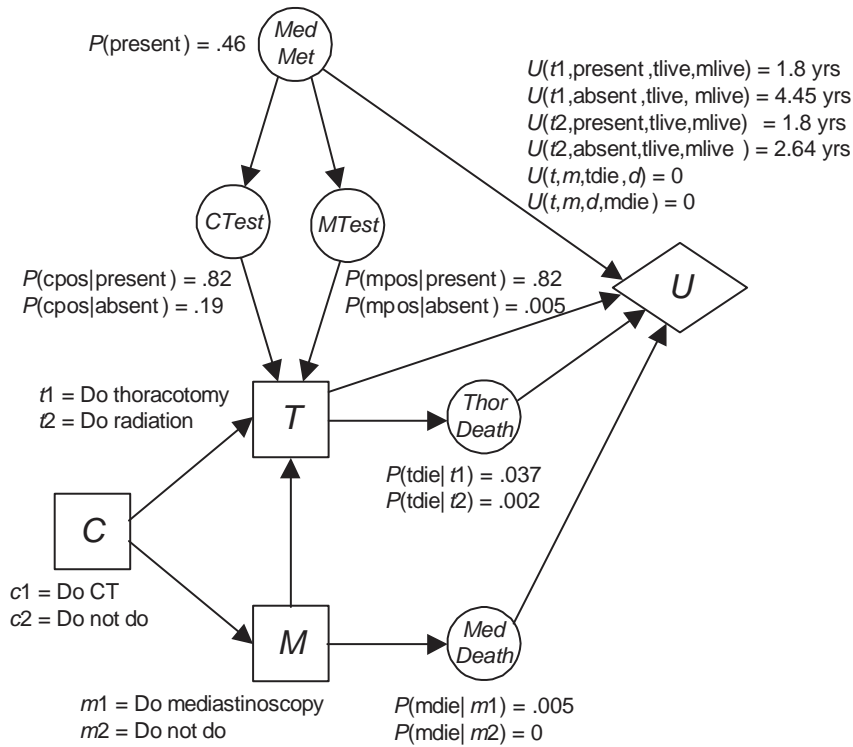 P(present) = .46
Med
Met
U(t1,present,tlive,mlive) = 1.8 yrs
U(t1,absent,tlive, mlive) = 4.45 yrs
U(t2,present,tlive,mlive) = 1.8 yrs
U(t2,absent,tlive,mlive) = 2.64 yrs
U(t,m,tdie,d) = 0
U(t,m,d,mdie) = 0
CTest
MTest
P(cpos|present) = .82
P(cpos|absent) = .19
P(mpos|present) = .82
P(mpos|absent) = .005
U
t1 = Do thoracotomy
t2 = Do radiation
T
Thor
Death
P(tdie| t1) = .037
P(tdie| t2) = .002
C
c1 = Do CT
c2 = Do not do
M
Med
Death
m1 = Do mediastinoscopy
m2 = Do not do
P(mdie| m1) = .005
P(mdie| m2) = 0